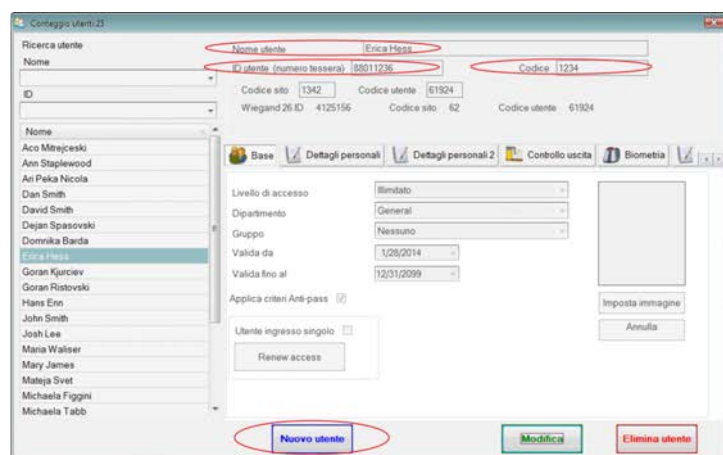 Conteggio utenti 23
Ricerca utente
Nome
ID
Nome
Aco Mitrejceski
Ann Staplewood
Ari Peka Nicola
Dan Smith
David Smith
Dejan Spasovski
Domnika Barda
Erica Hess
Goran Kjurciev
Goran Ristovski
Hans Enn
John Smith
Josh Lee
Maria Waliser
Mary James
Mateja Svet
Michaela Figgini
Michaela Tabb
Nome utente Erica Hess
ID utente (numero tessera) 88011236 Codice 1234
Codice sito 1342 Codice utente 61924
Wiegand 26 ID 4125156 Codice sito 62 Codice utente 61924
Base Dettagli personali Dettagli personali 2 Controllo uscita Biometria
Livello di accesso Illimitato
Dipartimento General
Gruppo Nessuno
Valida da 1/28/2014
Valida fino al 12/31/2099
Applica criteri Anti-pass
Utente ingresso singolo
Renew access
Imposta immagine
Annulla
Nuovo utente Modifica Elimina utente